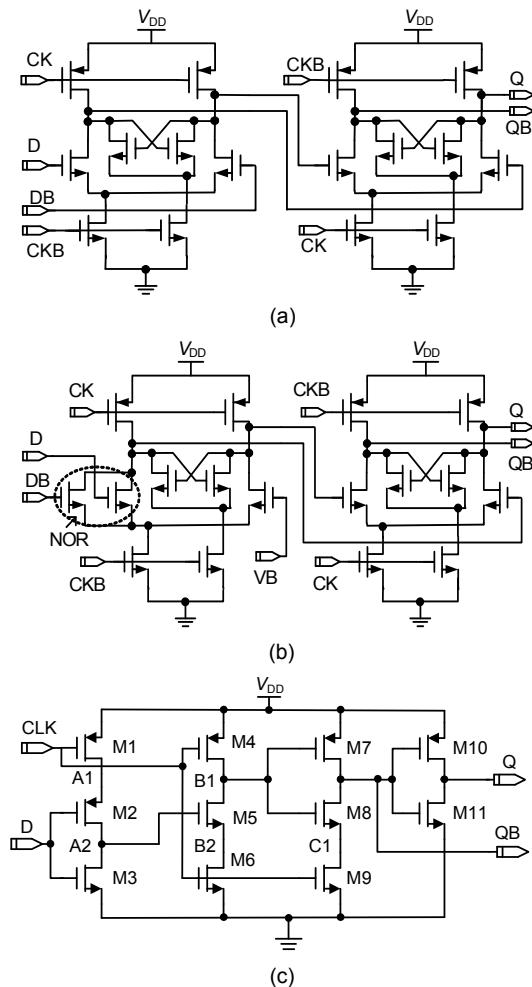 VDD VDD
CK CKB Q
QB
D
DB
CKB CK
(a)
VDD VDD
CK CKB Q
D QB
DB
NOR
CKB VB CK
(b)
VDD
CLK M1 M4 M7 M10
A1 B1 Q
M2 M5 M8 M11
D A2 B2 C1 QB
M3 M6 M9
(c)